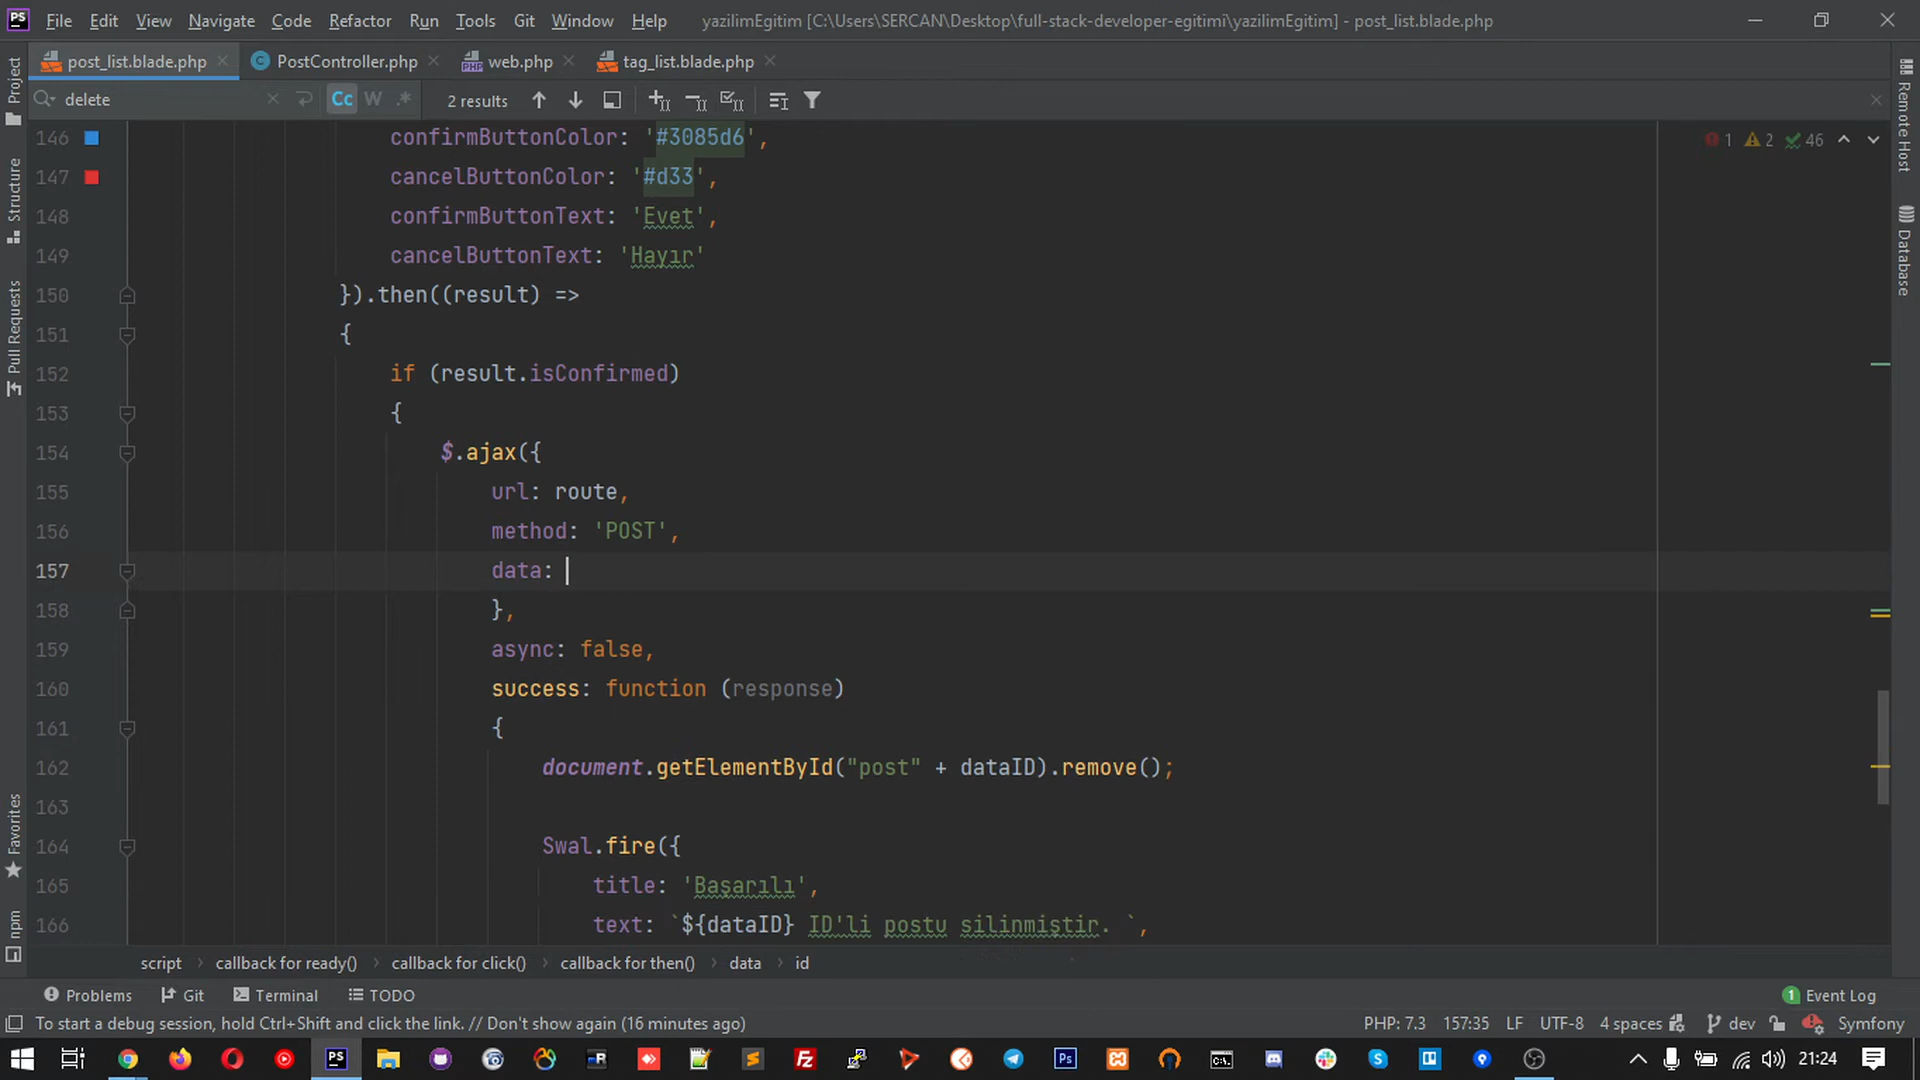 PS File Edit View Navigate Code Refactor Run Tools Git Window Help yazilimEgitim [C:\Users\SERCAN\Desktop\full-stack-developer-egitimi\yazilimEgitim] - post_list.blade.php
post_list.blade.php PostController.php web.php tag_list.blade.php
delete Cc W .* 2 results
1 2 46
146 confirmButtonColor: '#3085d6',
147 cancelButtonColor: '#d33',
148 confirmButtonText: 'Evet',
149 cancelButtonText: 'Hayır'
150 }).then((result) =>
151 {
152 if (result.isConfirmed)
153 {
154 $.ajax({
155 url: route,
156 method: 'POST',
157 data:
158 },
159 async: false,
160 success: function (response)
161 {
162 document.getElementById("post" + dataID).remove();
163
164 Swal.fire({
165 title: 'Başarılı',
166 text: `${dataID} ID'li postu silinmiştir. `,
Project
Structure
Pull Requests
Favorites
npm
Remote Host
Database
script callback for ready() callback for click() callback for then() data id
Problems Git Terminal TODO 1 Event Log
To start a debug session, hold Ctrl+Shift and click the link. // Don't show again (16 minutes ago) PHP: 7.3 157:35 LF UTF-8 4 spaces dev Symfony
21:24